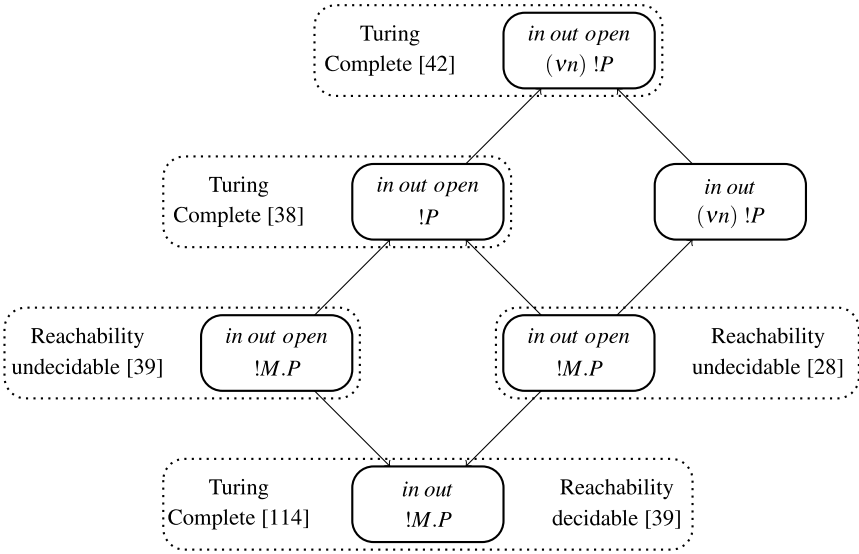 Turing
Complete [42]
in out open
(νn) !P
Turing
Complete [38]
in out open
!P
in out
(νn) !P
Reachability
undecidable [39]
in out open
!M.P
in out open
!M.P
Reachability
undecidable [28]
Turing
Complete [114]
in out
!M.P
Reachability
decidable [39]